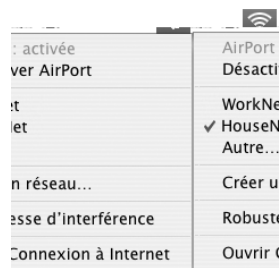 : activée
ver AirPort
et
let
n réseau...
esse d'interférence
Connexion à Internet
AirPort
Désacti
WorkNe
✓ HouseN
Autre...
Créer u
Robuste
Ouvrir